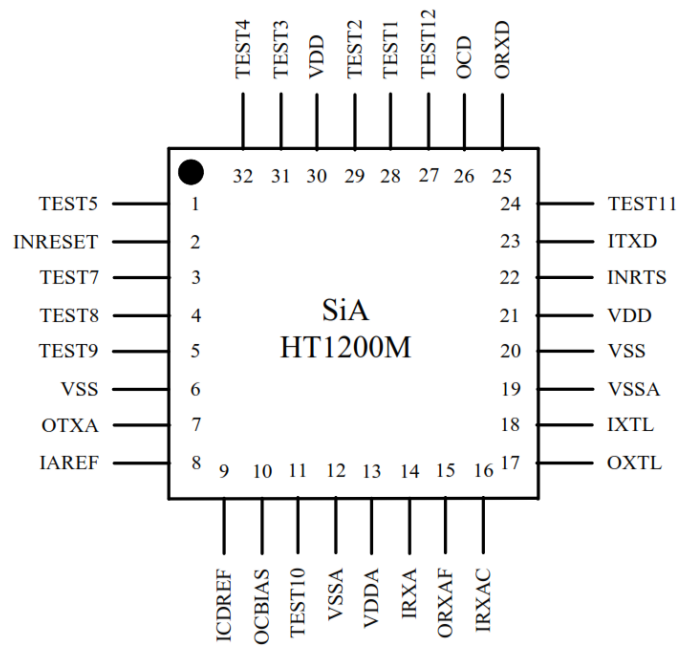 TEST4 TEST3 VDD TEST2 TEST1 TEST12 OCD ORXD
32 31 30 29 28 27 26 25
TEST5 1 24 TEST11
INRESET 2 23 ITXD
TEST7 3 22 INRTS
TEST8 4 SiA 21 VDD
TEST9 5 HT1200M 20 VSS
VSS 6 19 VSSA
OTXA 7 18 IXTL
IAREF 8 17 OXTL
9 10 11 12 13 14 15 16
ICDREF OCBIAS TEST10 VSSA VDDA IRXA ORXAF IRXAC